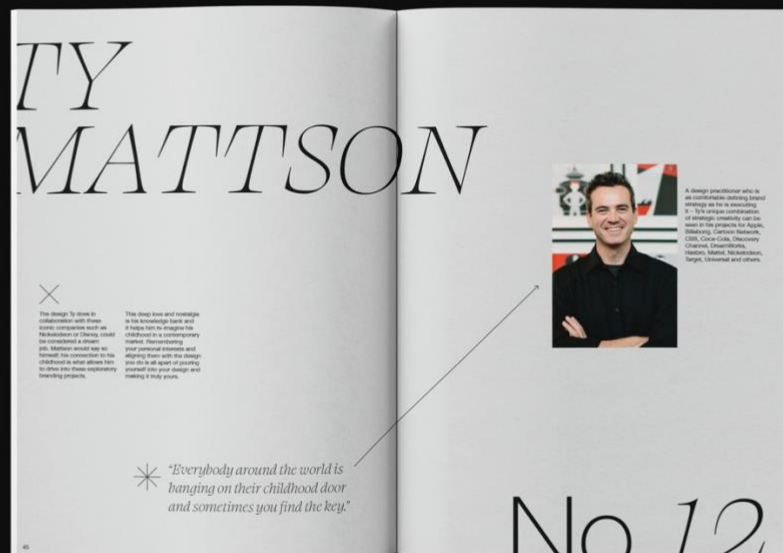 TY
MATTSON
The design Ty does in
collaboration with these
iconic companies such as
Nickelodeon or Disney, could
be considered a dream
job. Mattson would say so
himself; his connection to his
childhood is what allows him
to drive into these exploratory
branding projects.
This deep love and nostalgia
is his knowledge bank and
it helps him re-imagine his
childhood in a contemporary
market. Remembering
your personal interests and
aligning them with the design
you do is all apart of pouring
yourself into your design and
making it truly yours.
“Everybody around the world is
banging on their childhood door
and sometimes you find the key.”
45
A design practitioner who is
as comfortable defining brand
strategy as he is executing
it – Ty's unique combination
of strategic creativity can be
seen in his projects for Apple,
Billabong, Cartoon Network,
CBS, Coca-Cola, Discovery
Channel, DreamWorks,
Hasbro, Mattel, Nickelodeon,
Target, Universal and others.
No 12